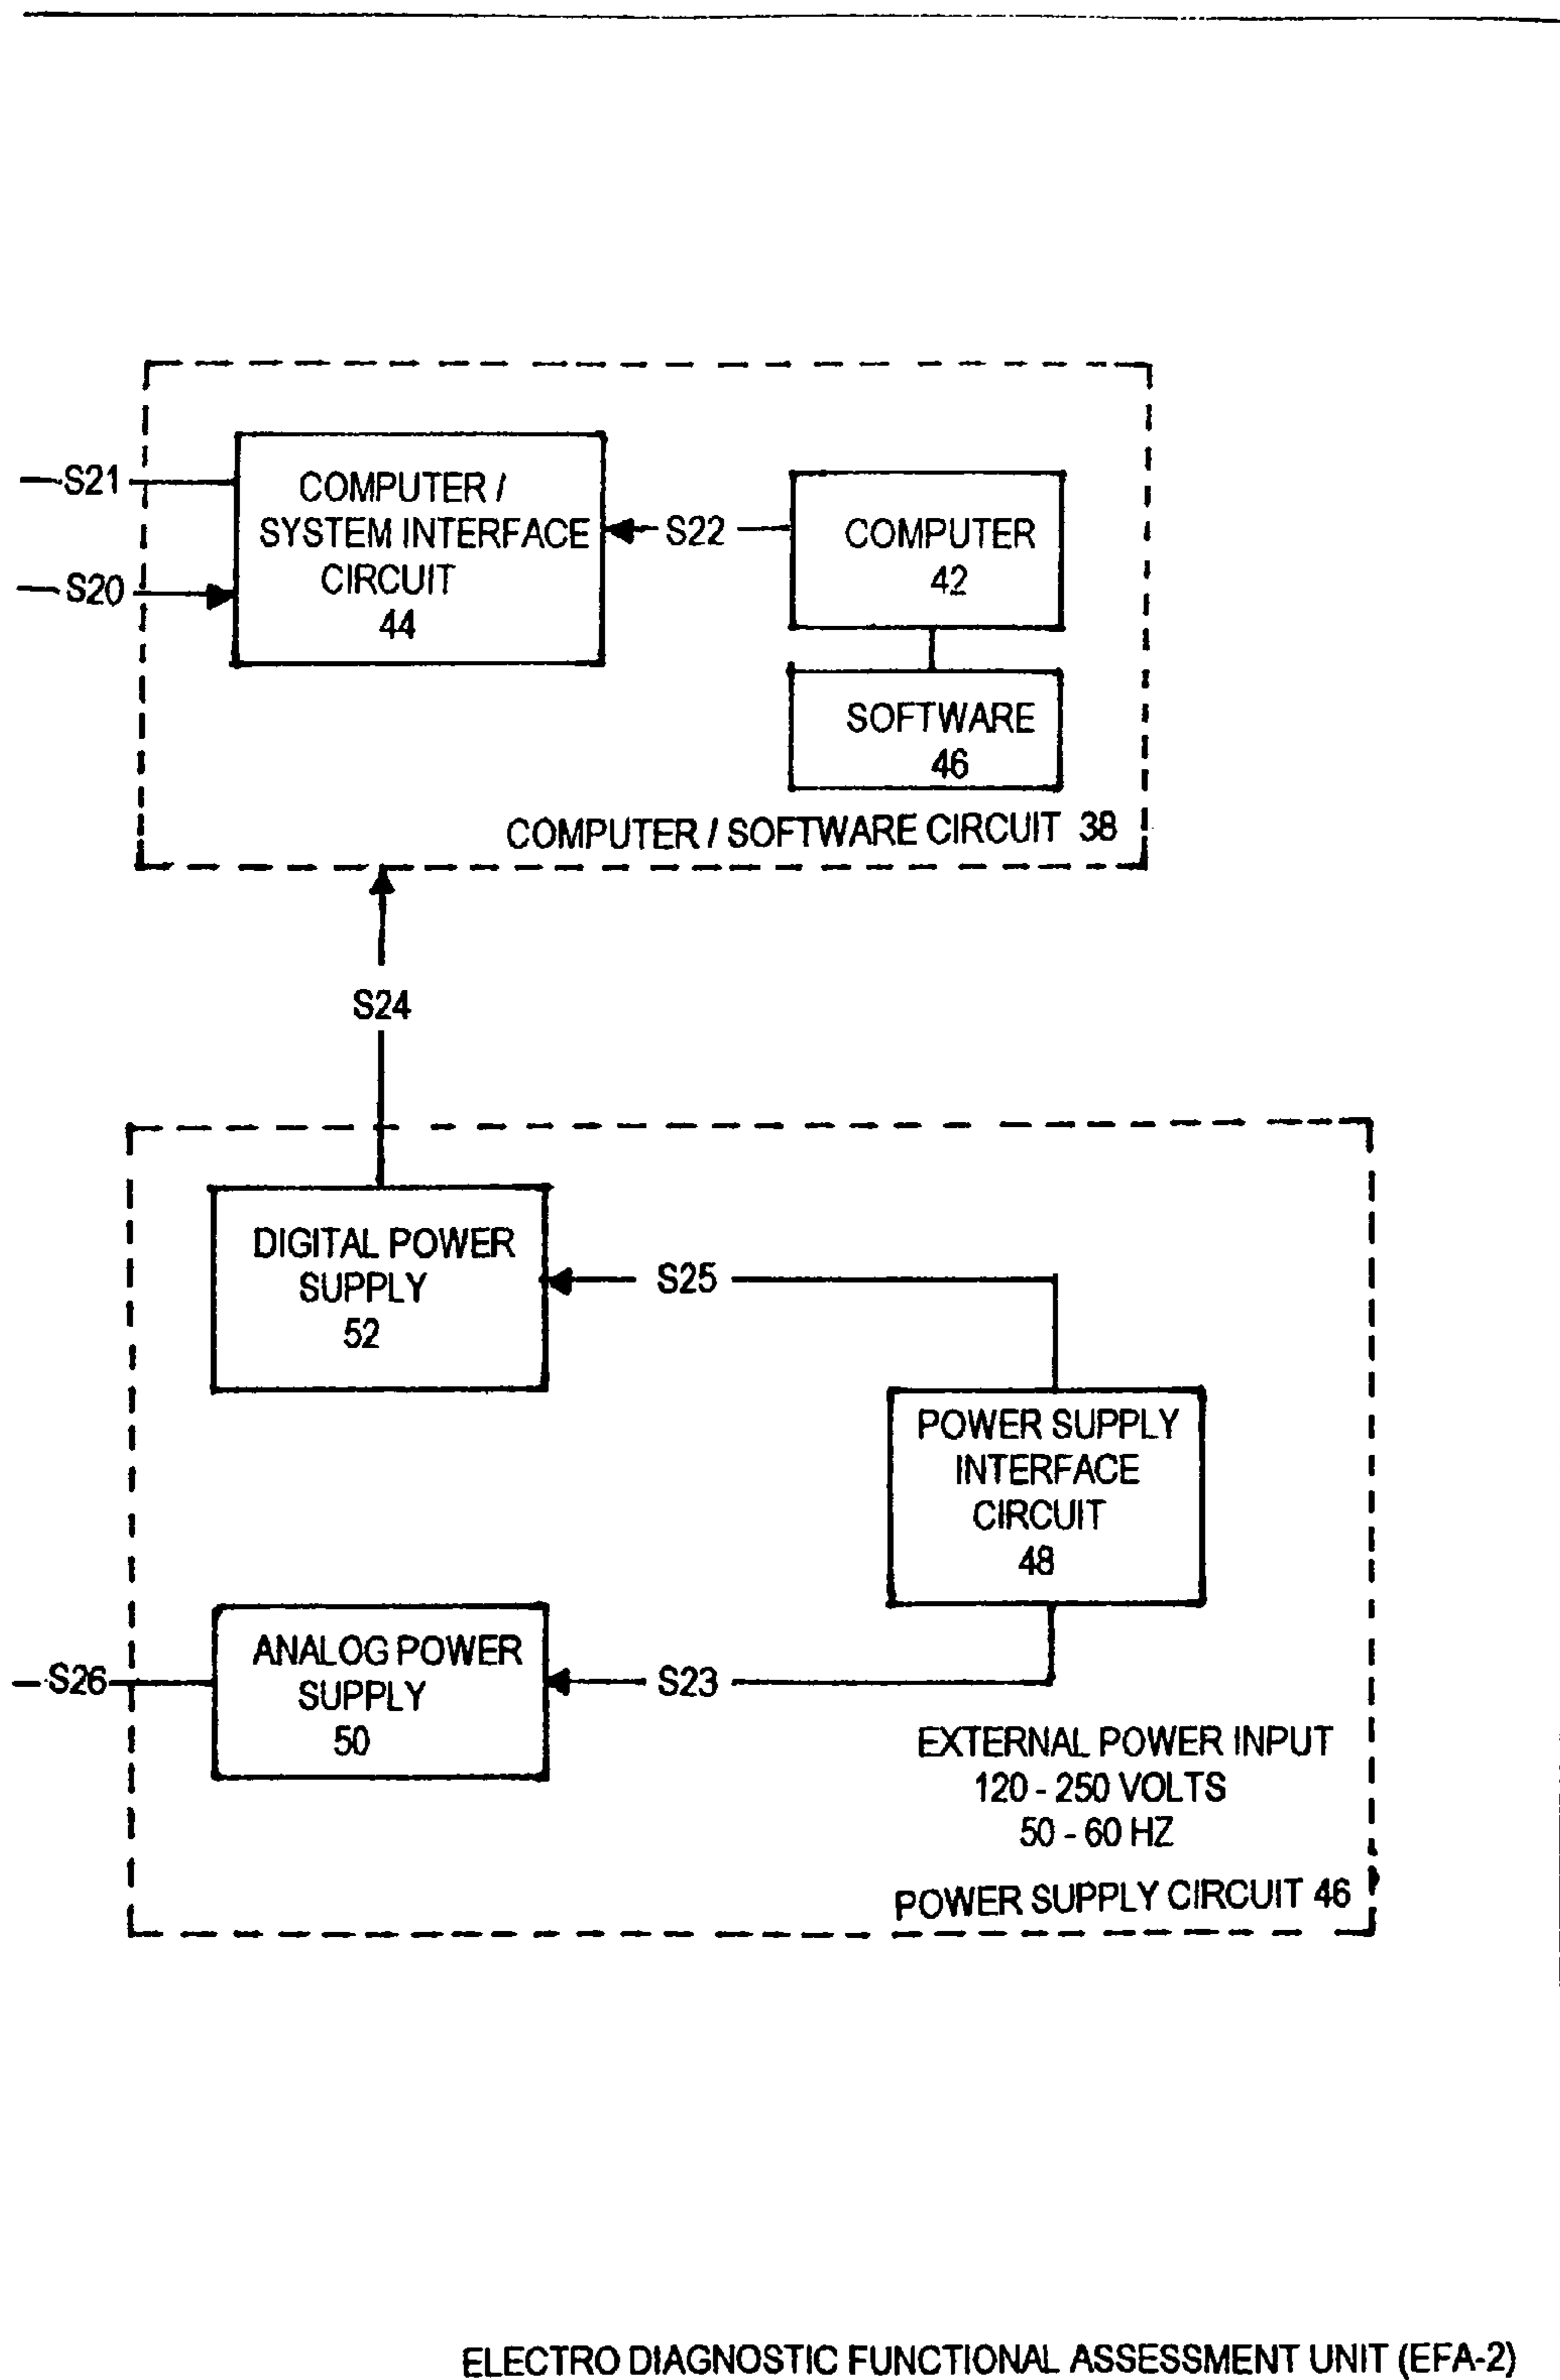 S21
COMPUTER /
SYSTEM INTERFACE
CIRCUIT
44
S20
S22
COMPUTER
42
SOFTWARE
46
COMPUTER / SOFTWARE CIRCUIT 38
S24
DIGITAL POWER
SUPPLY
52
S25
POWER SUPPLY
INTERFACE
CIRCUIT
48
S26
ANALOG POWER
SUPPLY
50
S23
EXTERNAL POWER INPUT
120 - 250 VOLTS
50 - 60 HZ
POWER SUPPLY CIRCUIT 46
ELECTRO DIAGNOSTIC FUNCTIONAL ASSESSMENT UNIT (EFA-2)